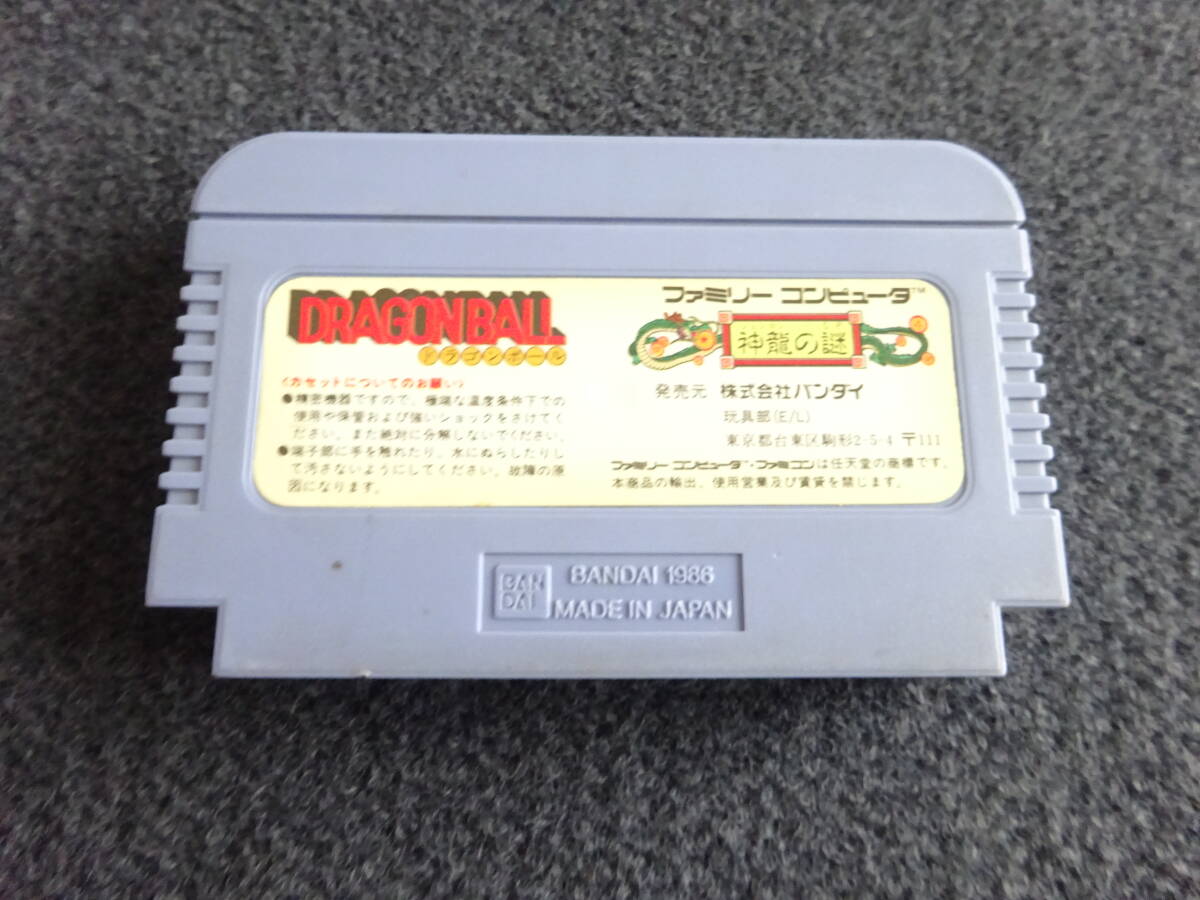 DRAGONBALL
ドラゴンボール
〈カセットについてのお願い〉
●精密機器ですので、極端な温度条件下での
使用や保管および強いショックをさけてく
ださい。また絶対に分解しないでください。
●端子部に手を触れたり、水にぬらしたりし
て汚さないようにしてください。故障の原
因になります。
ファミリー コンピュータ™
神龍の謎
発売元 株式会社バンダイ
玩具部(E/L)
東京都台東区駒形2-5-4 〒111
ファミリー コンピュータ・ファミコンは任天堂の商標です。
本商品の輸出、使用営業及び賃貸を禁じます。
BAN
DAI
BANDAI 1986
MADE IN JAPAN